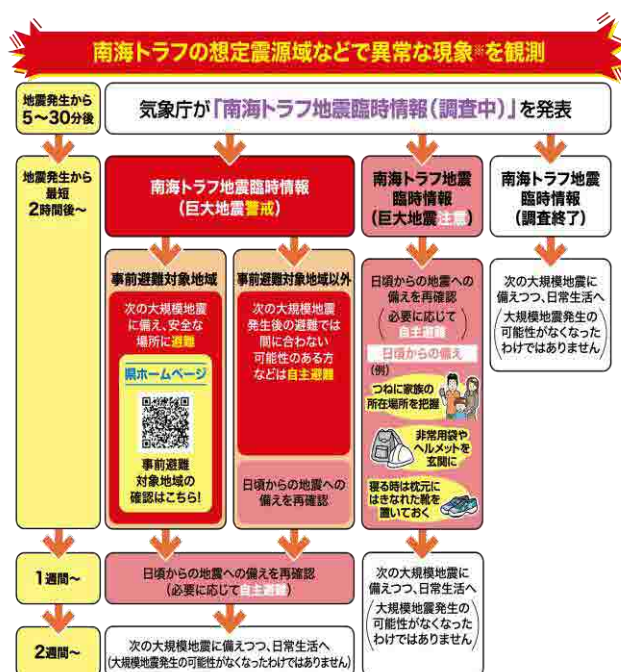 南海トラフの想定震源域などで異常な現象※を観測
地震発生から
5〜30分後
気象庁が「南海トラフ地震臨時情報(調査中)」を発表
地震発生から
最短
2時間後〜
南海トラフ地震臨時情報
(巨大地震警戒)
南海トラフ地震
臨時情報
(巨大地震注意)
南海トラフ地震
臨時情報
(調査終了)
事前避難対象地域
次の大規模地震
に備え、安全な
場所に避難
県ホームページ
事前避難
対象地域の
確認はこちら!
事前避難対象地域以外
次の大規模地震
発生後の避難では
間に合わない
可能性のある方
などは自主避難
日頃からの地震への
備えを再確認
日頃からの地震への
備えを再確認
(必要に応じて
自主避難)
日頃からの備え
(例)
つねに家族の
所在場所を把握
非常用袋や
ヘルメットを
玄関に
寝る時は枕元に
はきなれた靴を
置いておく
次の大規模地震に
備えつつ、日常生活へ
(大規模地震発生の
可能性がなくなった
わけではありません)
1週間〜
日頃からの地震への備えを再確認
(必要に応じて自主避難)
次の大規模地震に
備えつつ、日常生活へ
(大規模地震発生の
可能性がなくなった
わけではありません)
2週間〜
次の大規模地震に備えつつ、日常生活へ
(大規模地震発生の可能性がなくなったわけではありません)